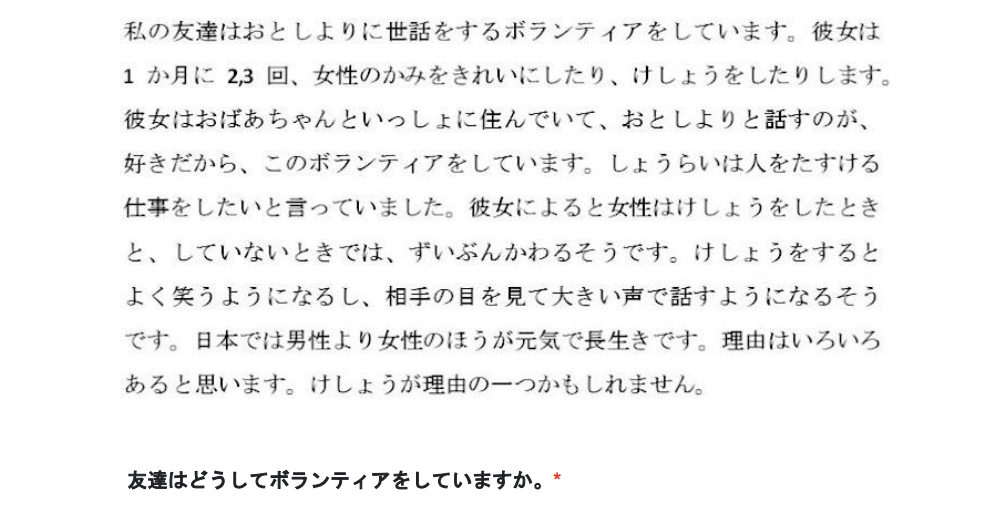 私の友達はおとしよりに世話をするボランティアをしています。彼女は
1 か月に 2,3 回、女性のかみをきれいにしたり、けしょうをしたりします。
彼女はおばあちゃんといっしょに住んでいて、おとしよりと話すのが、
好きだから、このボランティアをしています。しょうらいは人をたすける
仕事をしたいと言っていました。彼女によると女性はけしょうをしたとき
と、していないときでは、ずいぶんかわるそうです。けしょうをすると
よく笑うようになるし、相手の目を見て大きい声で話すようになるそう
です。日本では男性より女性のほうが元気で長生きです。理由はいろいろ
あると思います。けしょうが理由の一つかもしれません。
友達はどうしてボランティアをしていますか。*